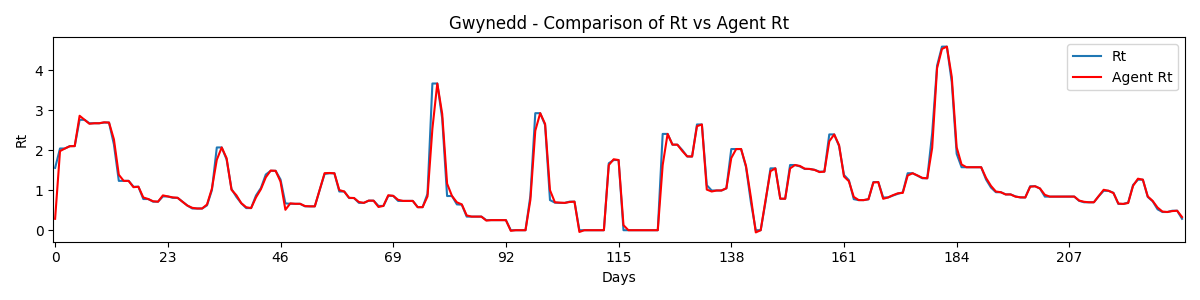 Gwynedd - Comparison of Rt vs Agent Rt
Rt
Agent Rt
Rt
4
3
2
1
0
0 23 46 69 92 115 138 161 184 207
Days